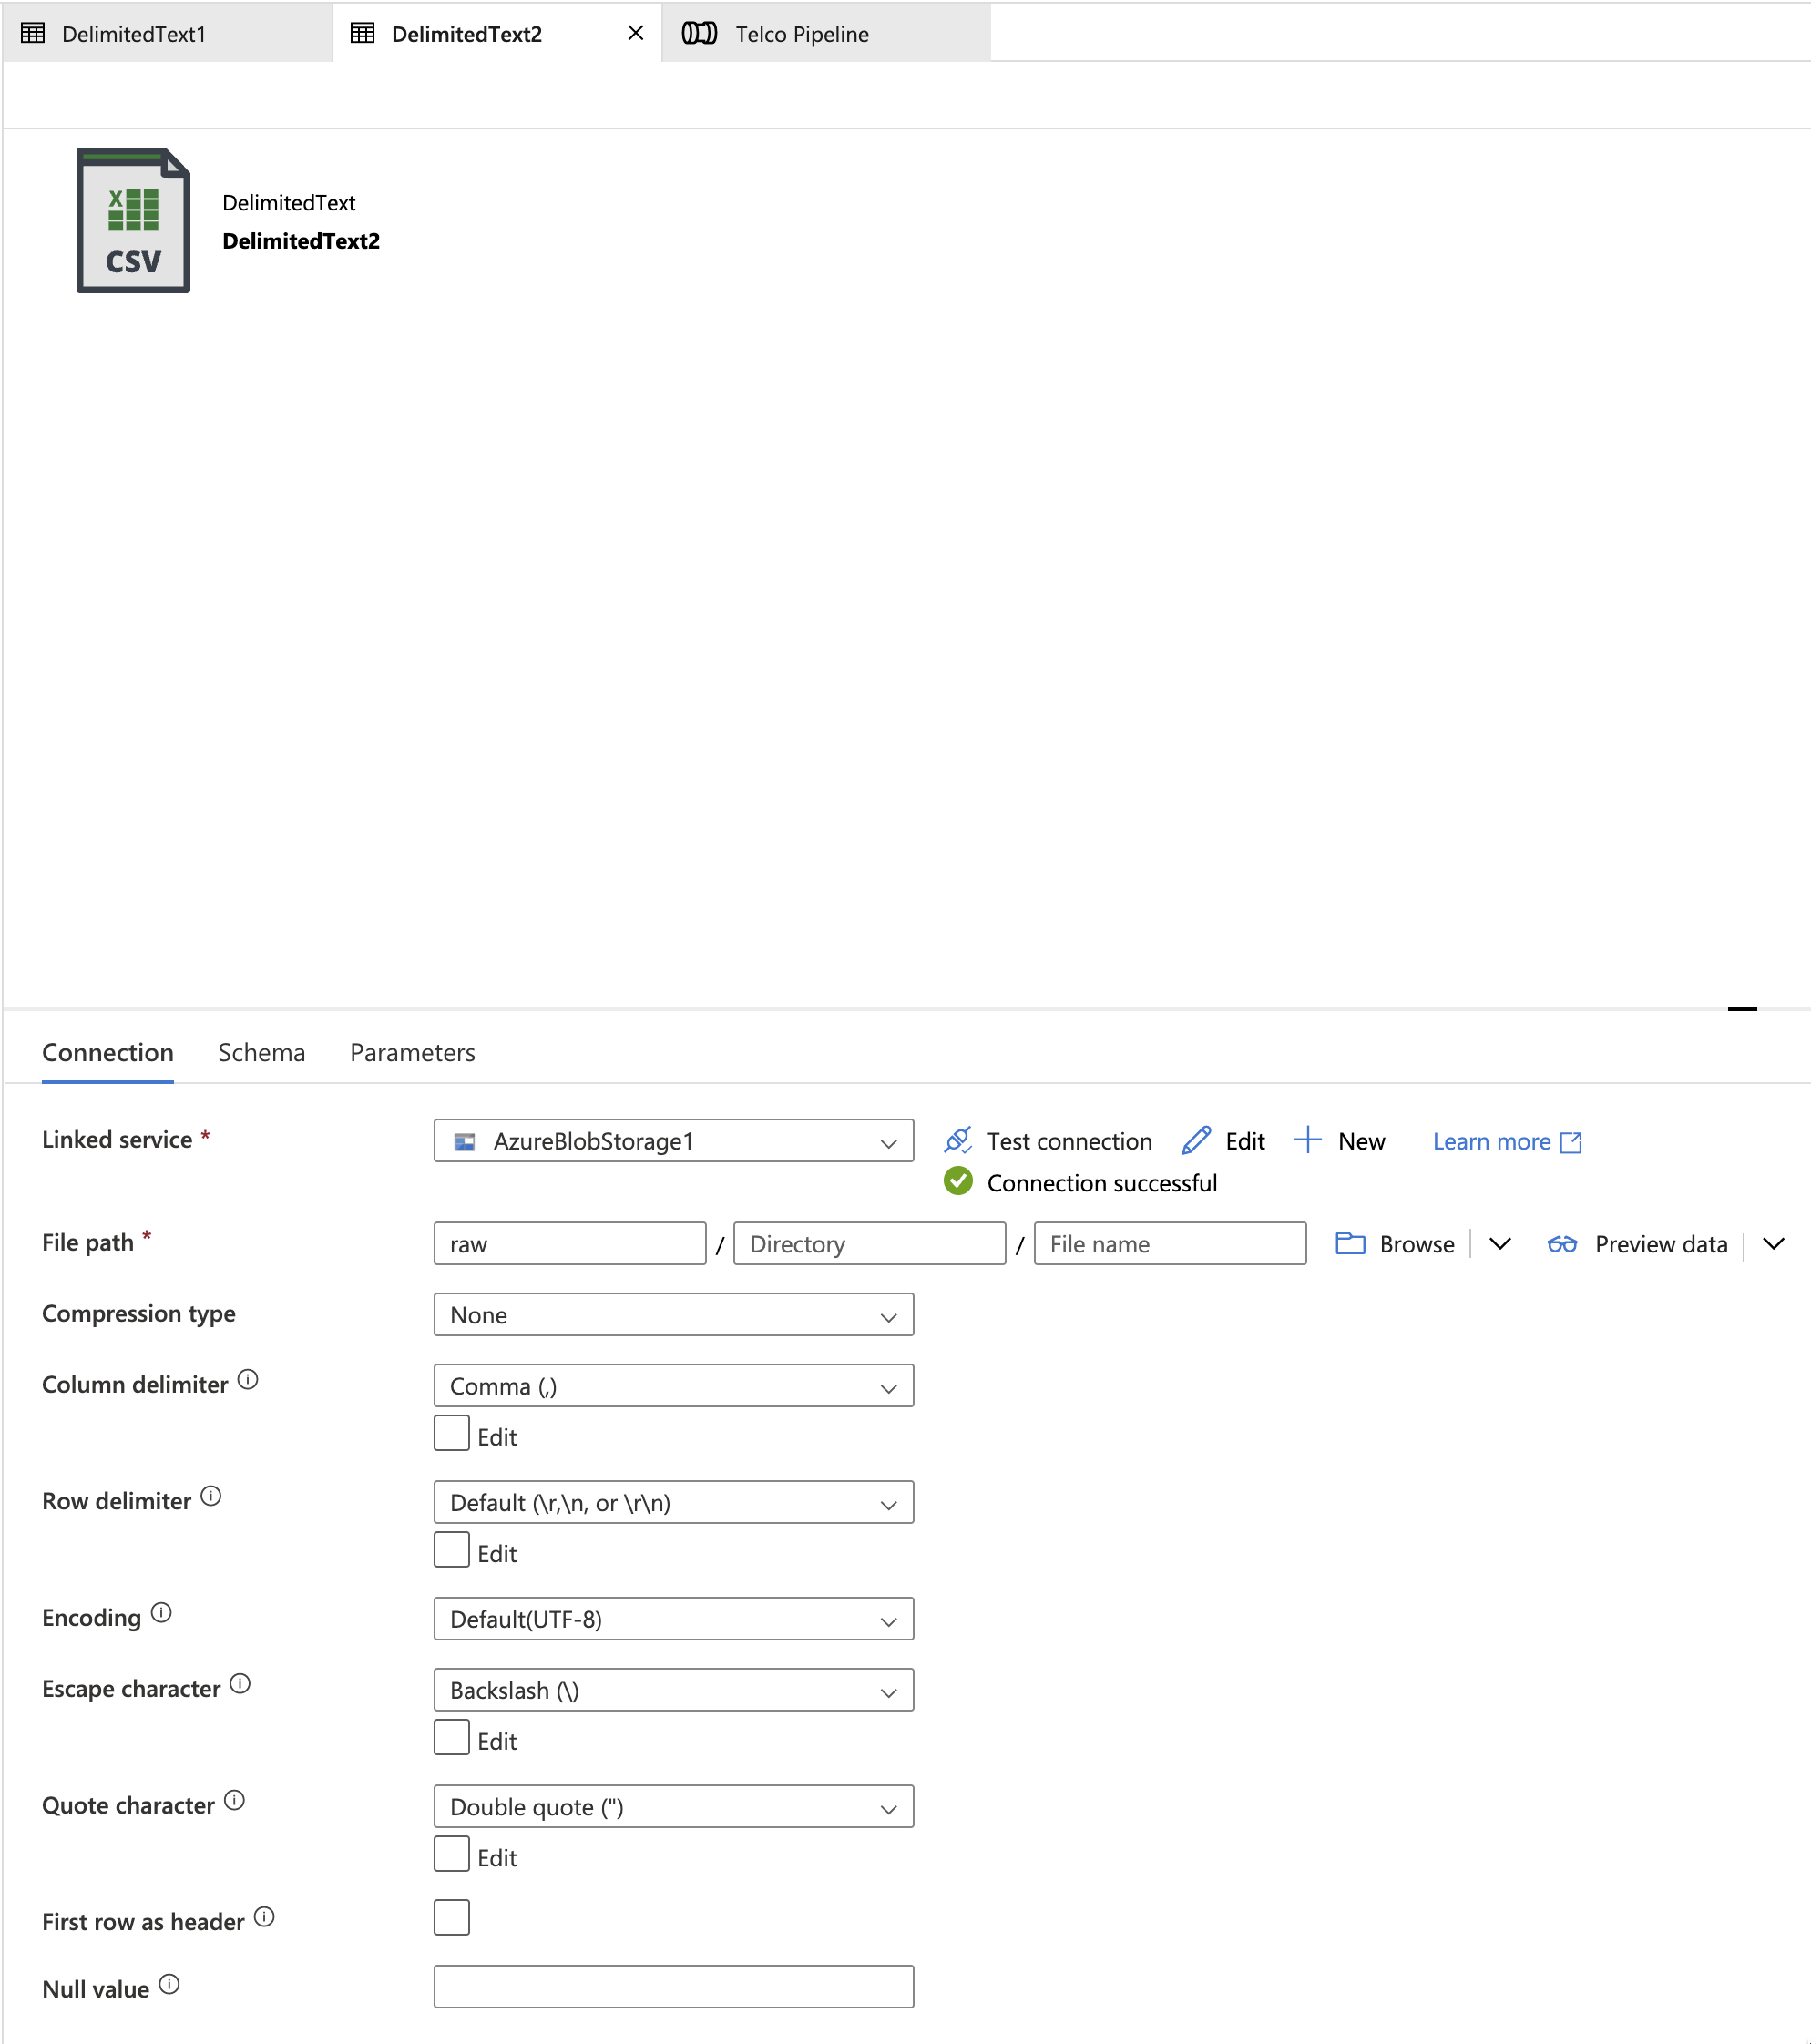 DelimitedText1
DelimitedText2
Telco Pipeline
X
CSV
DelimitedText
DelimitedText2
Connection
Schema
Parameters
Linked service *
AzureBlobStorage1
Test connection
Edit
New
Learn more
Connection successful
File path *
raw / Directory / File name
Browse
Preview data
Compression type
None
Column delimiter
Comma (,)
Edit
Row delimiter
Default (\r,\n, or \r\n)
Edit
Encoding
Default(UTF-8)
Escape character
Backslash (\)
Edit
Quote character
Double quote (")
Edit
First row as header
Null value